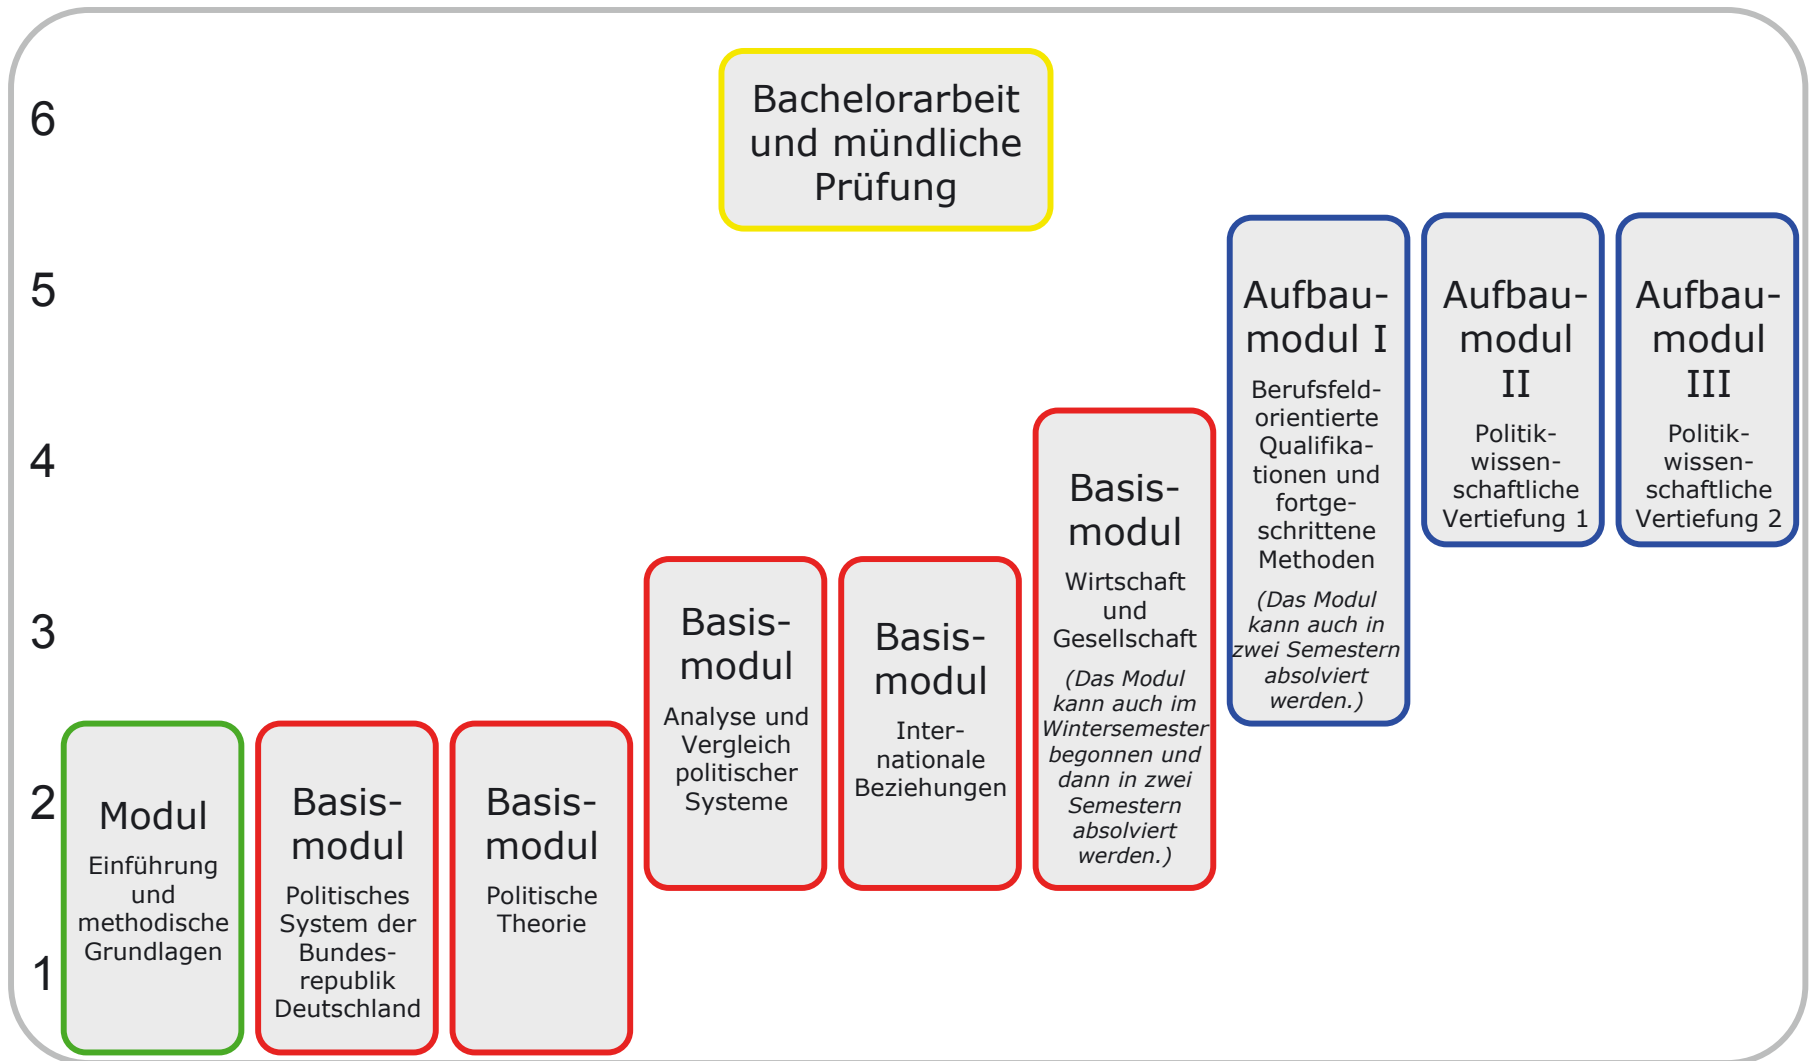 6
Bachelorarbeit
und mündliche
Prüfung
5
4
3
2
1
Modul
Einführung
und
methodische
Grundlagen
Basis-
modul
Politisches
System der
Bundes-
republik
Deutschland
Basis-
modul
Politische
Theorie
Basis-
modul
Analyse und
Vergleich
politischer
Systeme
Basis-
modul
Inter-
nationale
Beziehungen
Basis-
modul
Wirtschaft
und
Gesellschaft
(Das Modul
kann auch im
Wintersemester
begonnen und
dann in zwei
Semestern
absolviert
werden.)
Aufbau-
modul I
Berufsfeld-
orientierte
Qualifika-
tionen und
fortge-
schrittene
Methoden
(Das Modul
kann auch in
zwei Semestern
absolviert
werden.)
Aufbau-
modul
II
Politik-
wissen-
schaftliche
Vertiefung 1
Aufbau-
modul
III
Politik-
wissen-
schaftliche
Vertiefung 2